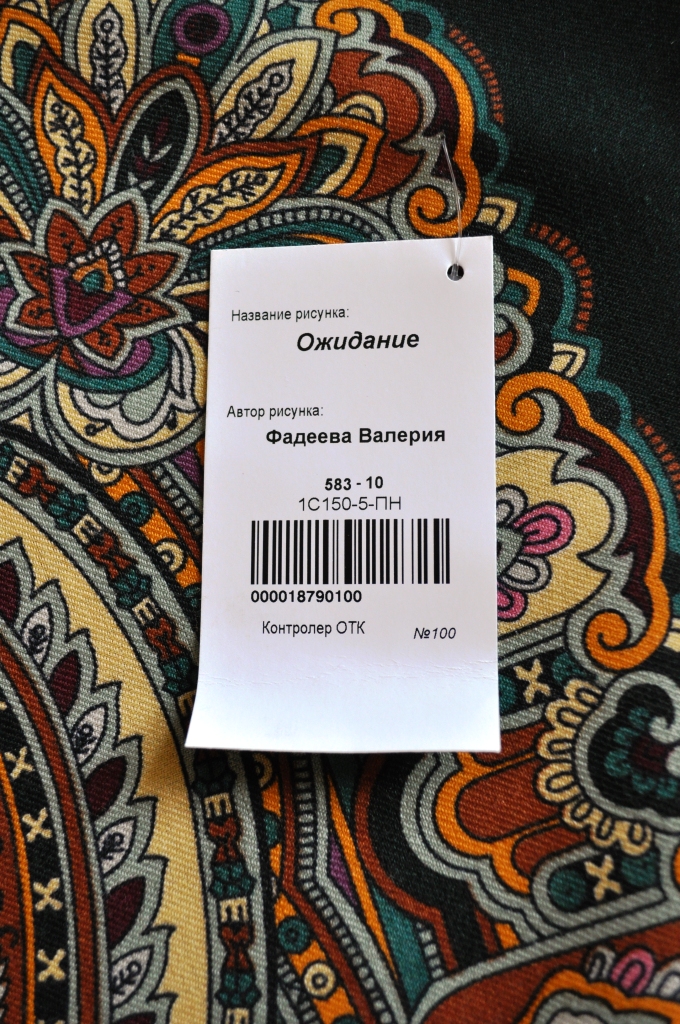 Название рисунка:
Ожидание
Автор рисунка:
Фадеева Валерия
583 - 10
1С150-5-ПН
000018790100
Контролер ОТК №100